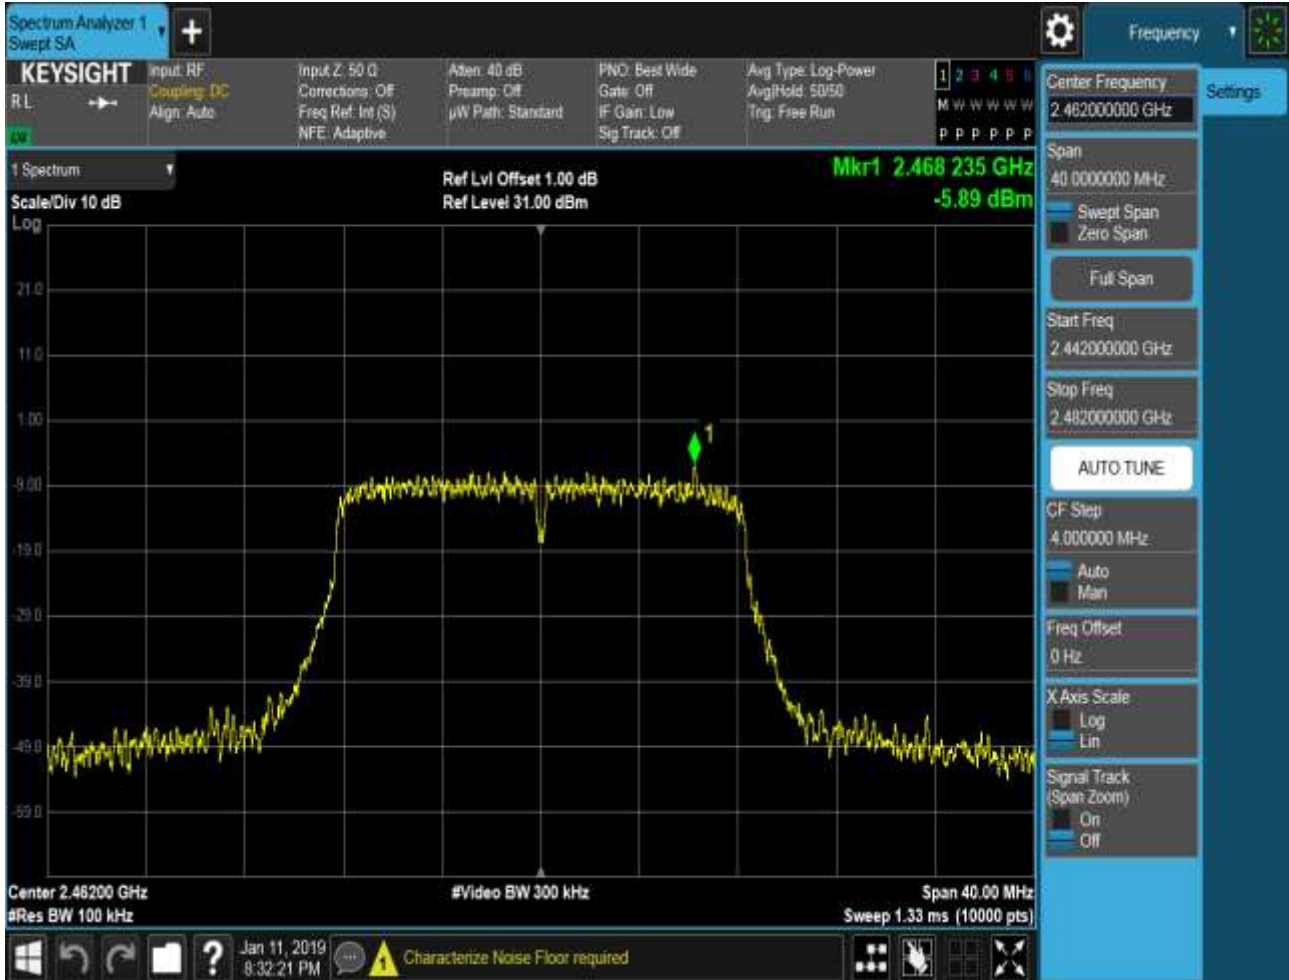 Spectrum Analyzer 1
Swept SA
+
Frequency
KEYSIGHT
R L
Input: RF
Coupling: DC
Align: Auto
Input Z: 50 Ω
Corrections: Off
Freq Ref: Int (S)
NFE: Adaptive
Atten: 40 dB
Preamp: Off
µW Path: Standard
PNO: Best Wide
Gate: Off
IF Gain: Low
Sig Track: Off
Avg Type: Log-Power
Avg|Hold: 50/50
Trig: Free Run
1 2 3 4 5 6
M W W W W W
P P P P P P
1 Spectrum
Scale/Div 10 dB
Log
Ref Lvl Offset 1.00 dB
Ref Level 31.00 dBm
Mkr1 2.468 235 GHz
-5.89 dBm
21.0
11.0
1.00
-9.00
-19.0
-29.0
-39.0
-49.0
-59.0
1
Center 2.46200 GHz
#Res BW 100 kHz
#Video BW 300 kHz
Span 40.00 MHz
Sweep 1.33 ms (10000 pts)
Center Frequency
2.462000000 GHz
Settings
Span
40.0000000 MHz
Swept Span
Zero Span
Full Span
Start Freq
2.442000000 GHz
Stop Freq
2.482000000 GHz
AUTO TUNE
CF Step
4.000000 MHz
Auto
Man
Freq Offset
0 Hz
X Axis Scale
Log
Lin
Signal Track
(Span Zoom)
On
Off
?
Jan 11, 2019
8:32:21 PM
1
Characterize Noise Floor required